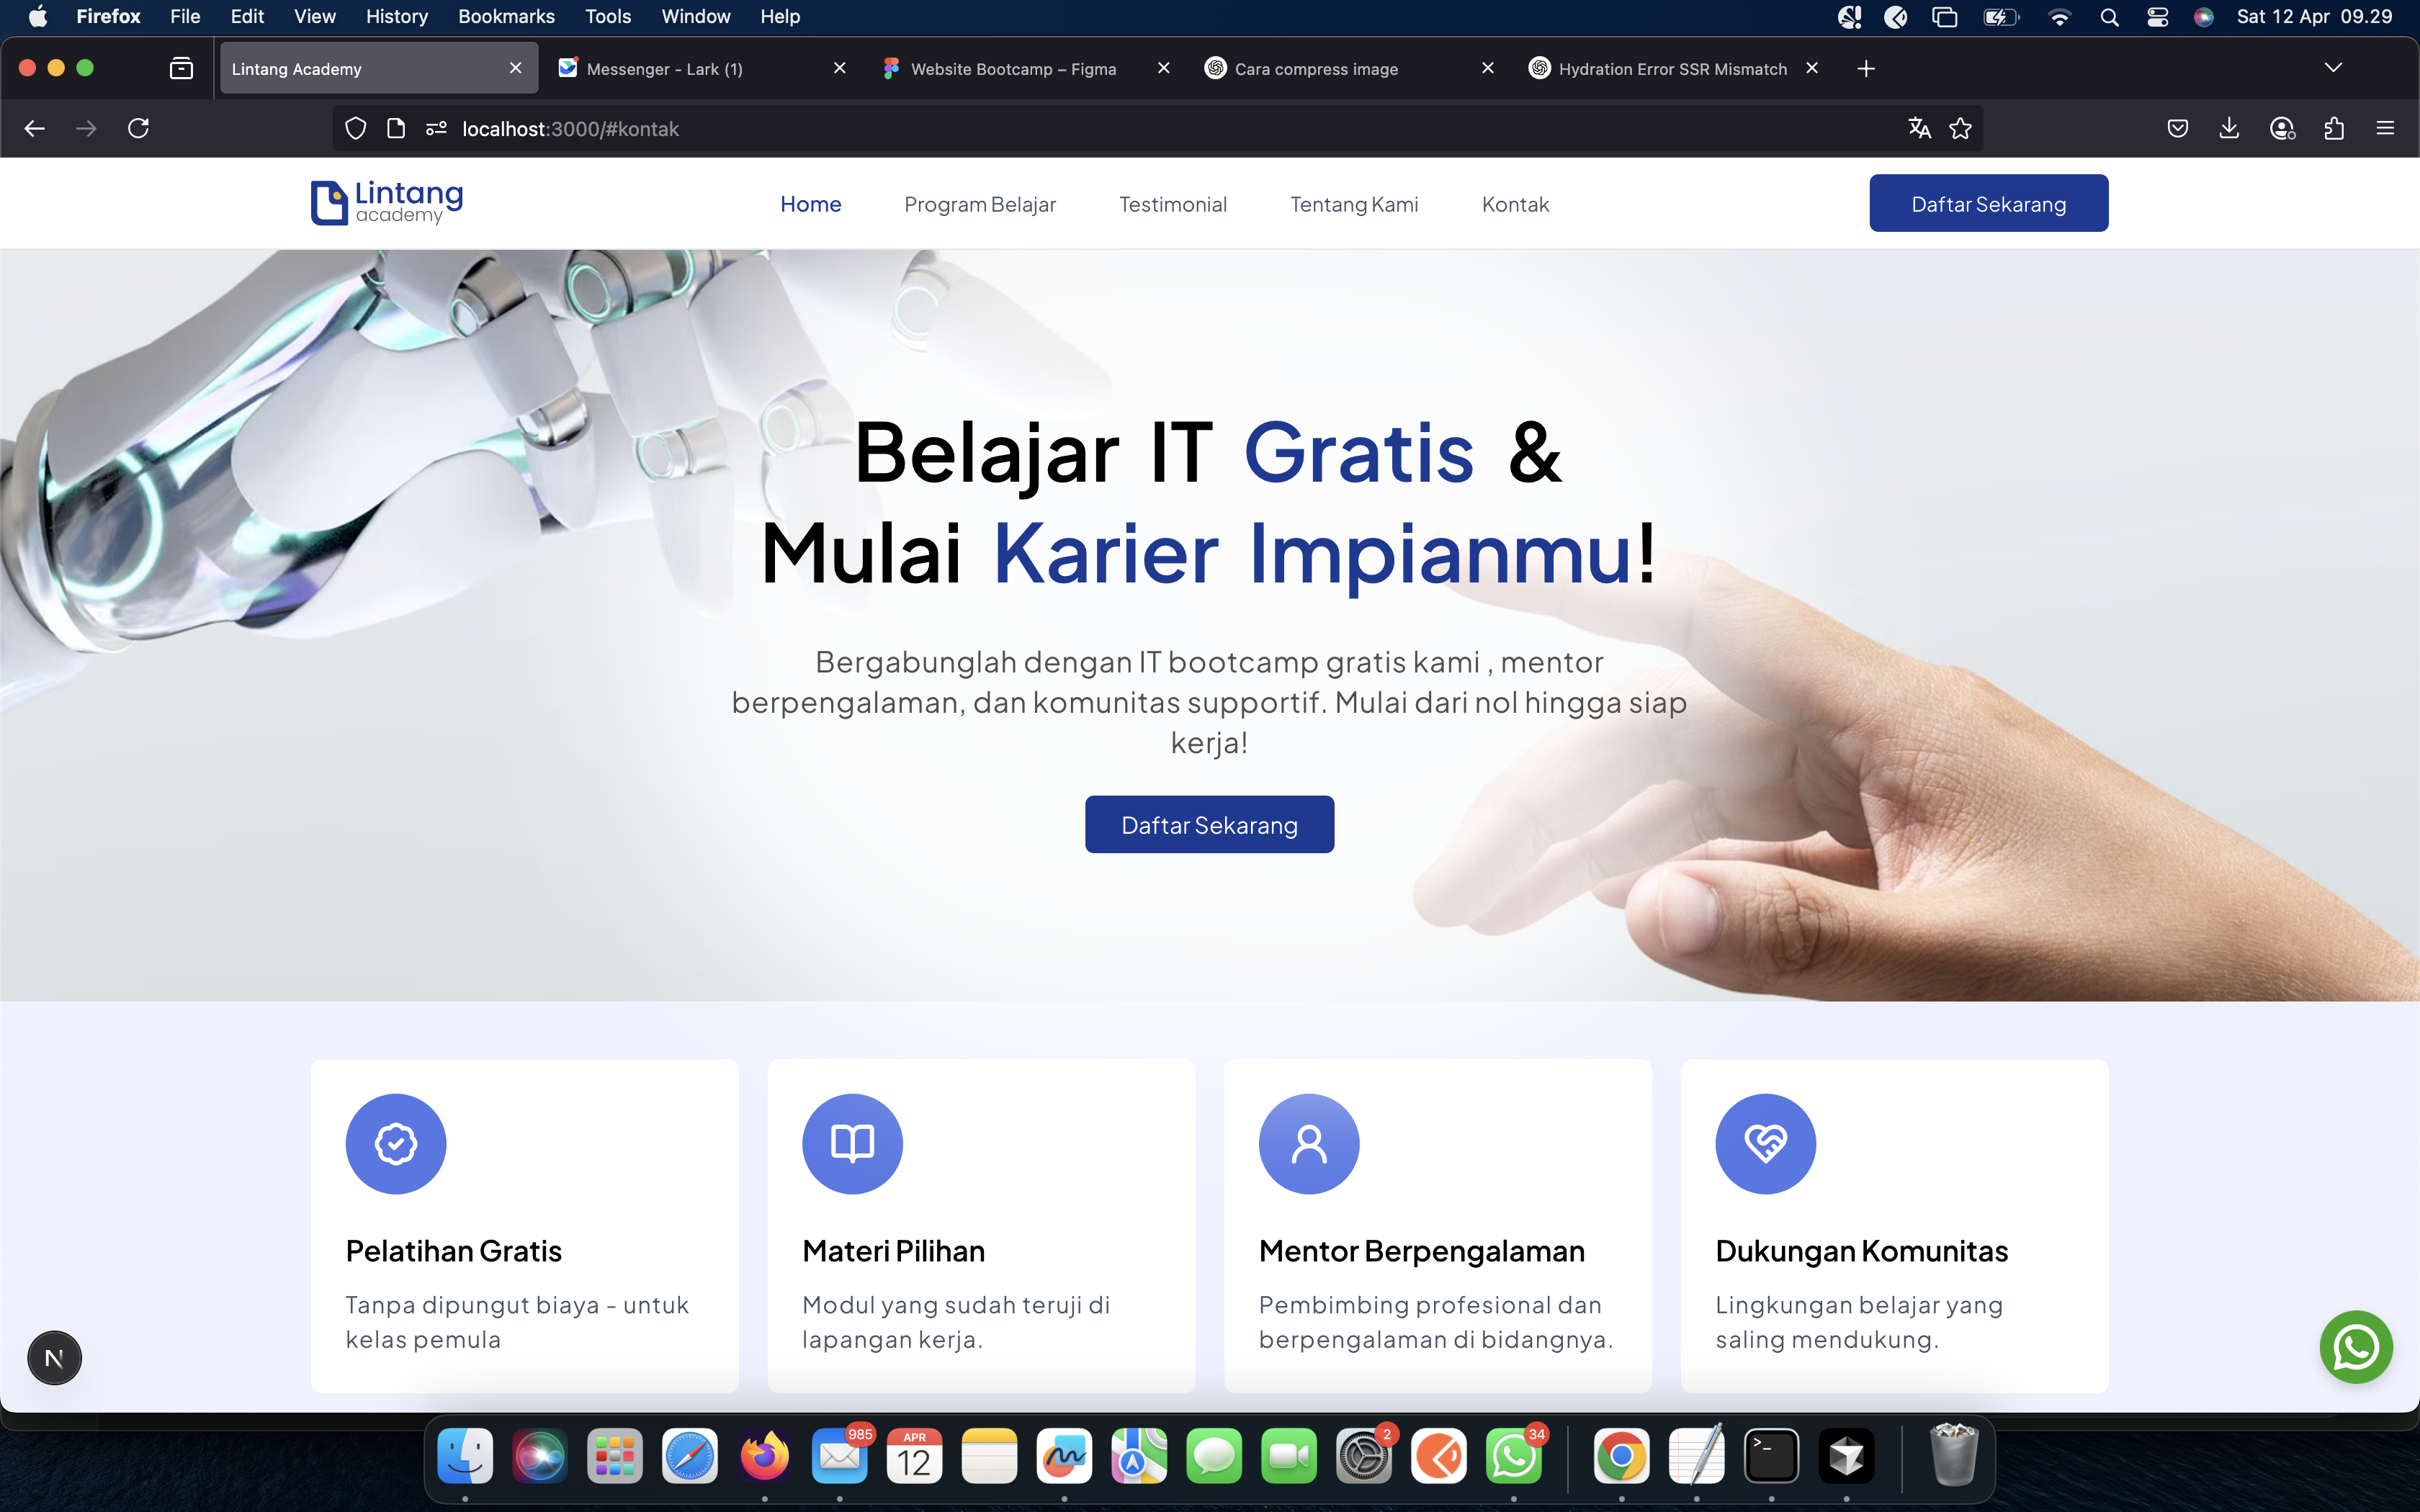 Firefox File Edit View History Bookmarks Tools Window Help
Sat 12 Apr 09.29
Lintang Academy
Messenger - Lark (1)
Website Bootcamp – Figma
Cara compress image
Hydration Error SSR Mismatch
localhost:3000/#kontak
Lintang
academy
Home
Program Belajar
Testimonial
Tentang Kami
Kontak
Daftar Sekarang
Belajar IT Gratis &
Mulai Karier Impianmu!
Bergabunglah dengan IT bootcamp gratis kami , mentor
berpengalaman, dan komunitas supportif. Mulai dari nol hingga siap
kerja!
Daftar Sekarang
Pelatihan Gratis
Tanpa dipungut biaya - untuk
kelas pemula
Materi Pilihan
Modul yang sudah teruji di
lapangan kerja.
Mentor Berpengalaman
Pembimbing profesional dan
berpengalaman di bidangnya.
Dukungan Komunitas
Lingkungan belajar yang
saling mendukung.
N
985
APR
12
2
34